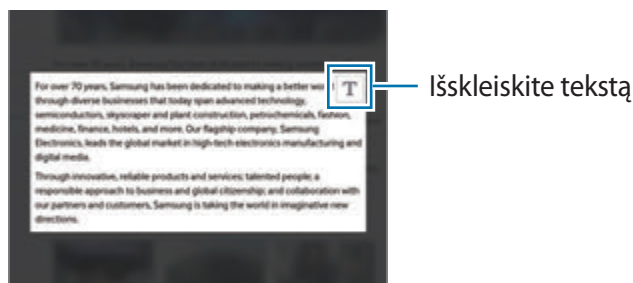 For over 70 years, Samsung has been dedicated to making a better
through diverse businesses that today span advanced technology,
semiconductors, skyscraper and plant construction, petrochemicals, fashion,
medicine, finance, hotels, and more. Our flagship company, Samsung
Electronics, leads the global market in high-tech electronics manufacturing and
digital media.
Through innovative, reliable products and services; talented people; a
responsible approach to business and global citizenship; and collaboration with
our partners and customers, Samsung is taking the world in imaginative new
directions.
T
Išskleiskite tekstą